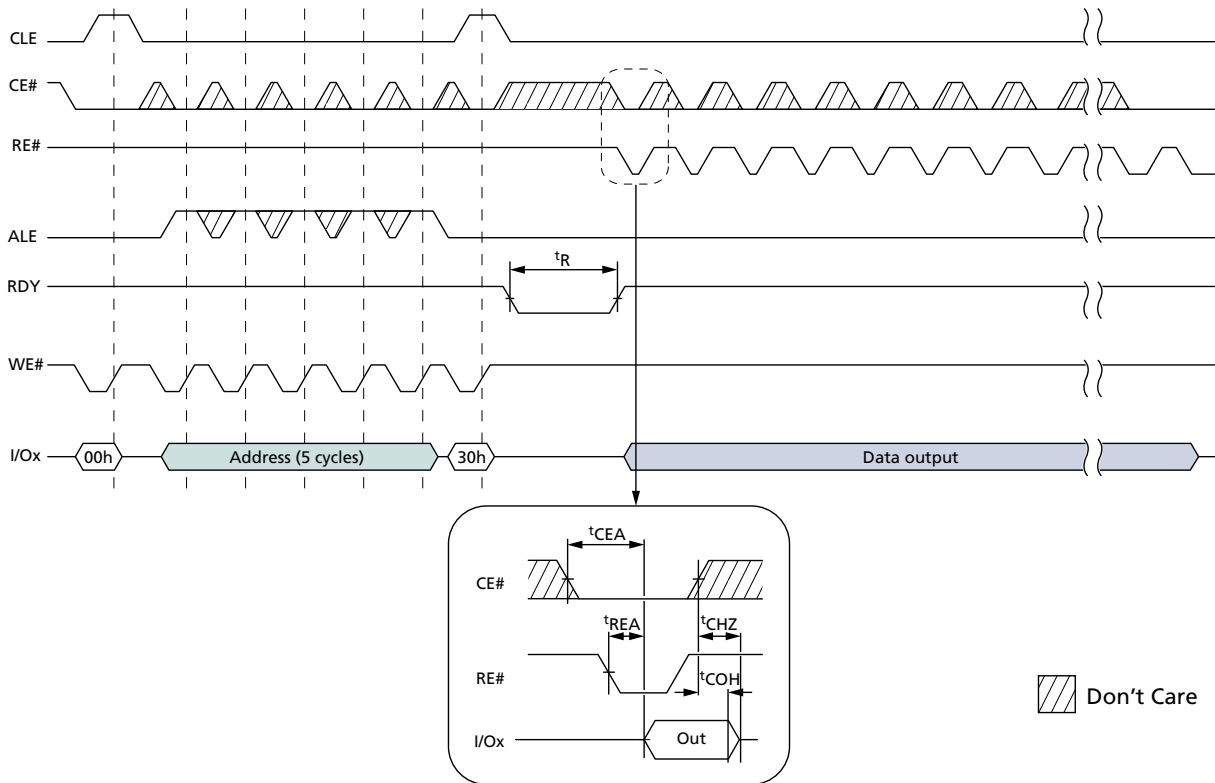 CLE
CE#
RE#
ALE
tR
RDY
WE#
I/Ox
00h
Address (5 cycles)
30h
Data output
tCEA
CE#
tREA
tCHZ
RE#
tCOH
I/Ox
Out
Don't Care